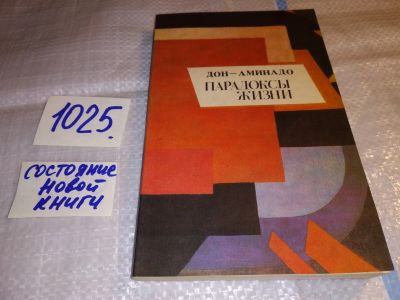 1025.
состояние
новой
книги
ДОН-АМИНАДО
ПАРАДОКСЫ
ЖИЗНИ